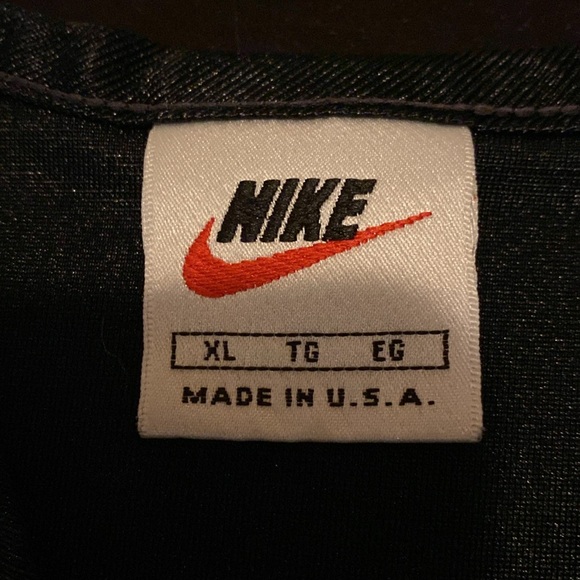 NIKE
XL TG EG
MADE IN U.S.A.